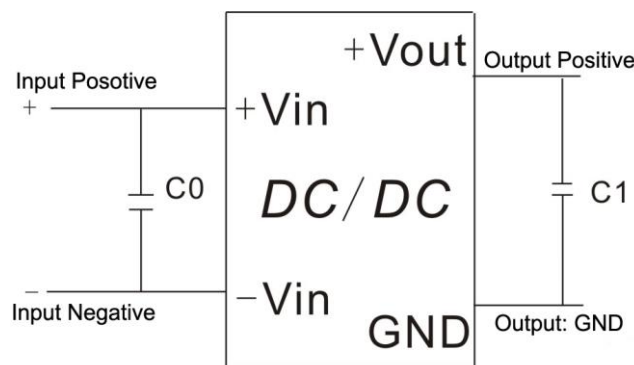 +Vout
Output Positive
Input Posotive
+
+Vin
C0
DC/DC
C1
−
−Vin
Input Negative
GND
Output: GND